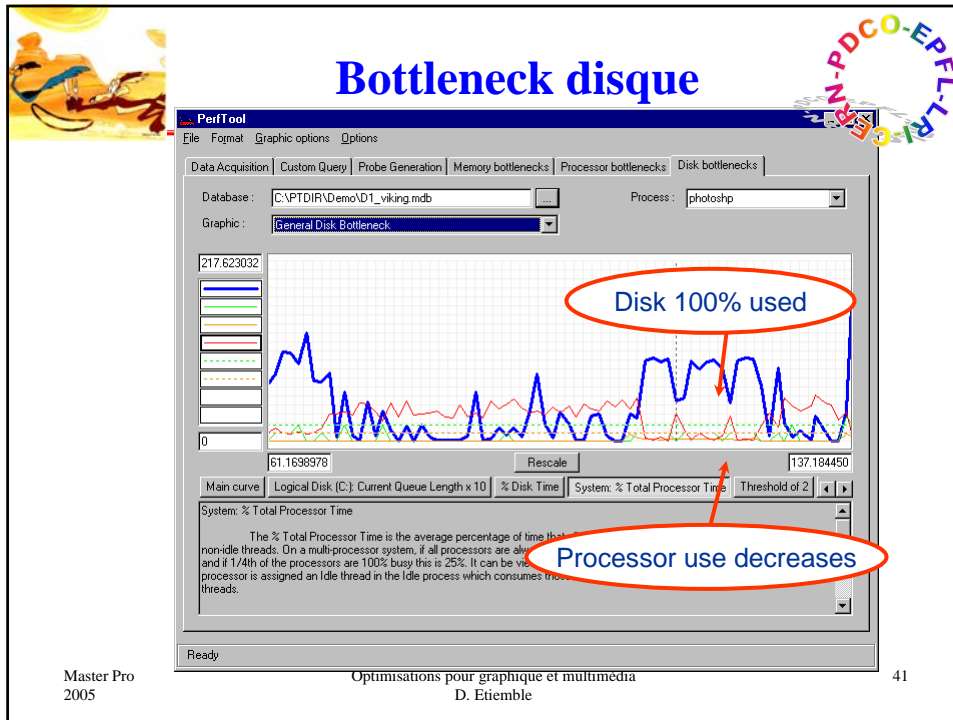 Bottleneck disque
CERN-PDCO-EPFL-LRI-
PerfTool
File Format Graphic options Options
Data Acquisition Custom Query Probe Generation Memory bottlenecks Processor bottlenecks Disk bottlenecks
Database : C:\PTDIR\Demo\D1_viking.mdb ... Process : photoshp
Graphic : General Disk Bottleneck
217.623032
Disk 100% used
0
61.1698978 Rescale 137.184450
Main curve Logical Disk (C:): Current Queue Length x 10 % Disk Time System: % Total Processor Time Threshold of 2
System: % Total Processor Time
The % Total Processor Time is the average percentage of time that
non-idle threads. On a multi-processor system, if all processors are
and if 1/4th of the processors are 100% busy this is 25%. It can be
processor is assigned an Idle thread in the Idle process which consumes
threads.
Processor use decreases
Ready
Master Pro
2005
Optimisations pour graphique et multimédia
D. Etiemble
41